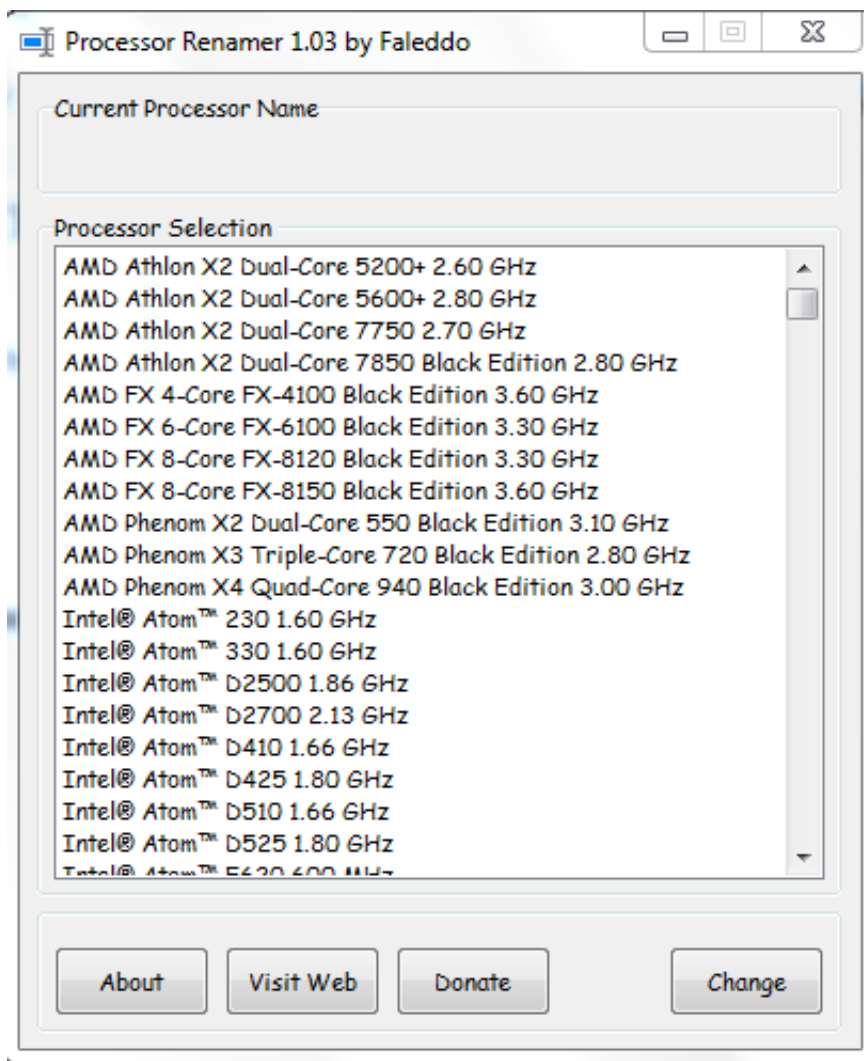 Processor Renamer 1.03 by Faleddo
Current Processor Name
Processor Selection
AMD Athlon X2 Dual-Core 5200+ 2.60 GHz
AMD Athlon X2 Dual-Core 5600+ 2.80 GHz
AMD Athlon X2 Dual-Core 7750 2.70 GHz
AMD Athlon X2 Dual-Core 7850 Black Edition 2.80 GHz
AMD FX 4-Core FX-4100 Black Edition 3.60 GHz
AMD FX 6-Core FX-6100 Black Edition 3.30 GHz
AMD FX 8-Core FX-8120 Black Edition 3.30 GHz
AMD FX 8-Core FX-8150 Black Edition 3.60 GHz
AMD Phenom X2 Dual-Core 550 Black Edition 3.10 GHz
AMD Phenom X3 Triple-Core 720 Black Edition 2.80 GHz
AMD Phenom X4 Quad-Core 940 Black Edition 3.00 GHz
Intel® Atom™ 230 1.60 GHz
Intel® Atom™ 330 1.60 GHz
Intel® Atom™ D2500 1.86 GHz
Intel® Atom™ D2700 2.13 GHz
Intel® Atom™ D410 1.66 GHz
Intel® Atom™ D425 1.80 GHz
Intel® Atom™ D510 1.66 GHz
Intel® Atom™ D525 1.80 GHz
Intel® Atom™ E620 600 MHz
About Visit Web Donate Change